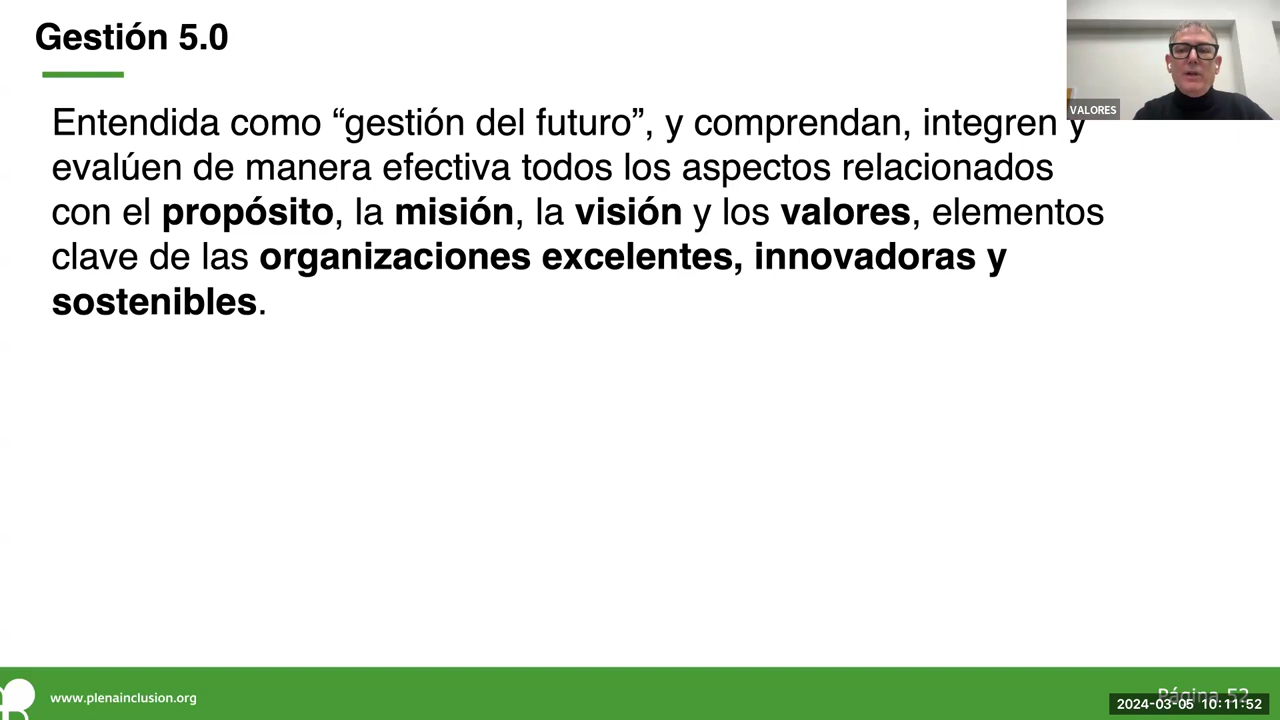 Gestión 5.0
VALORES
Entendida como “gestión del futuro”, y comprendan, integren y
evalúen de manera efectiva todos los aspectos relacionados
con el propósito, la misión, la visión y los valores, elementos
clave de las organizaciones excelentes, innovadoras y
sostenibles.
www.plenainclusion.org
Página 52
2024-03-05 10:11:52